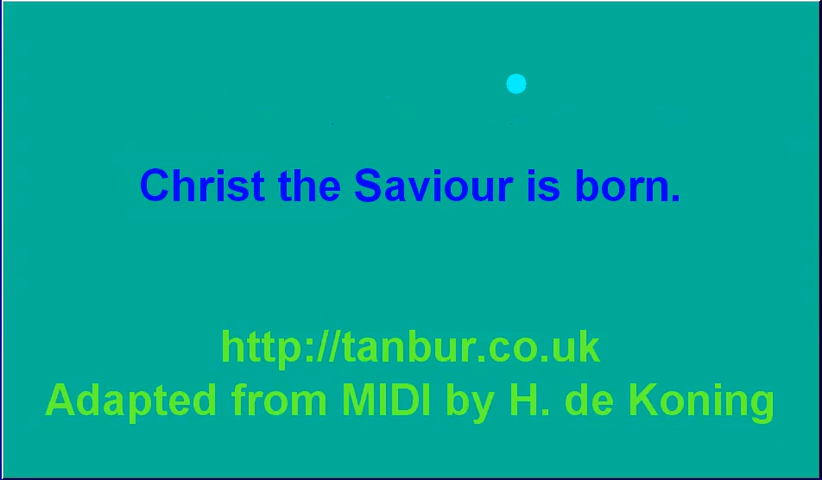 Christ the Saviour is born.
http://tanbur.co.uk
Adapted from MIDI by H. de Koning